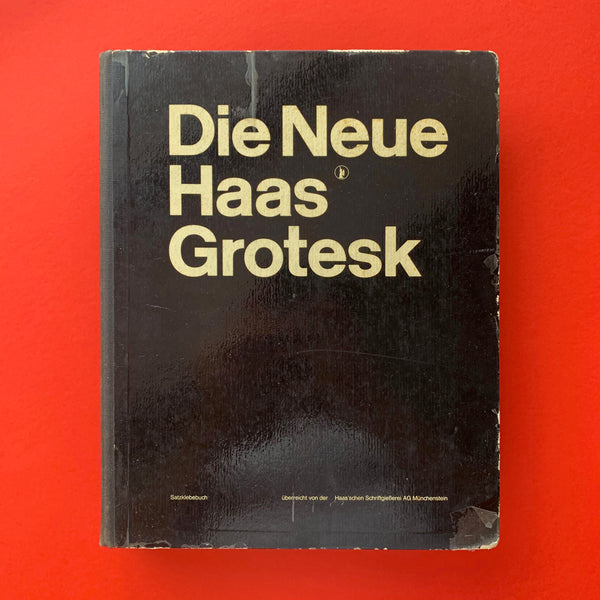 Die Neue
Haas
Grotesk
Satzklebebuch überreicht von der Haas'schen Schriftgießerei AG Münchenstein